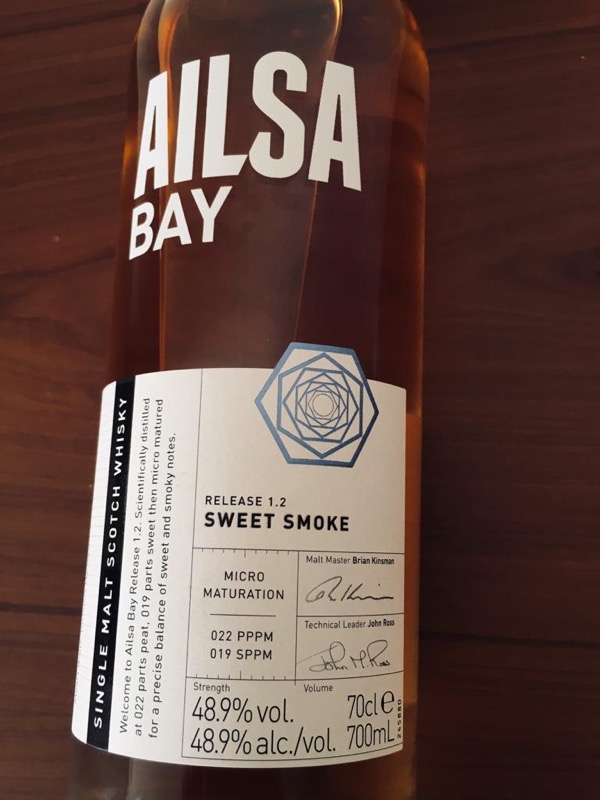 AILSA
BAY
SINGLE MALT SCOTCH WHISKY
Welcome to Ailsa Bay Release 1.2. Scientifically distilled
at 022 parts peat, 019 parts sweet then micro matured
for a precise balance of sweet and smoky notes.
RELEASE 1.2
SWEET SMOKE
MICRO
MATURATION
022 PPPM
019 SPPM
Malt Master Brian Kinsman
Technical Leader John Ross
John M. Ross
Strength
48.9% vol.
48.9% alc./vol.
Volume
70cl e
700mL
245880